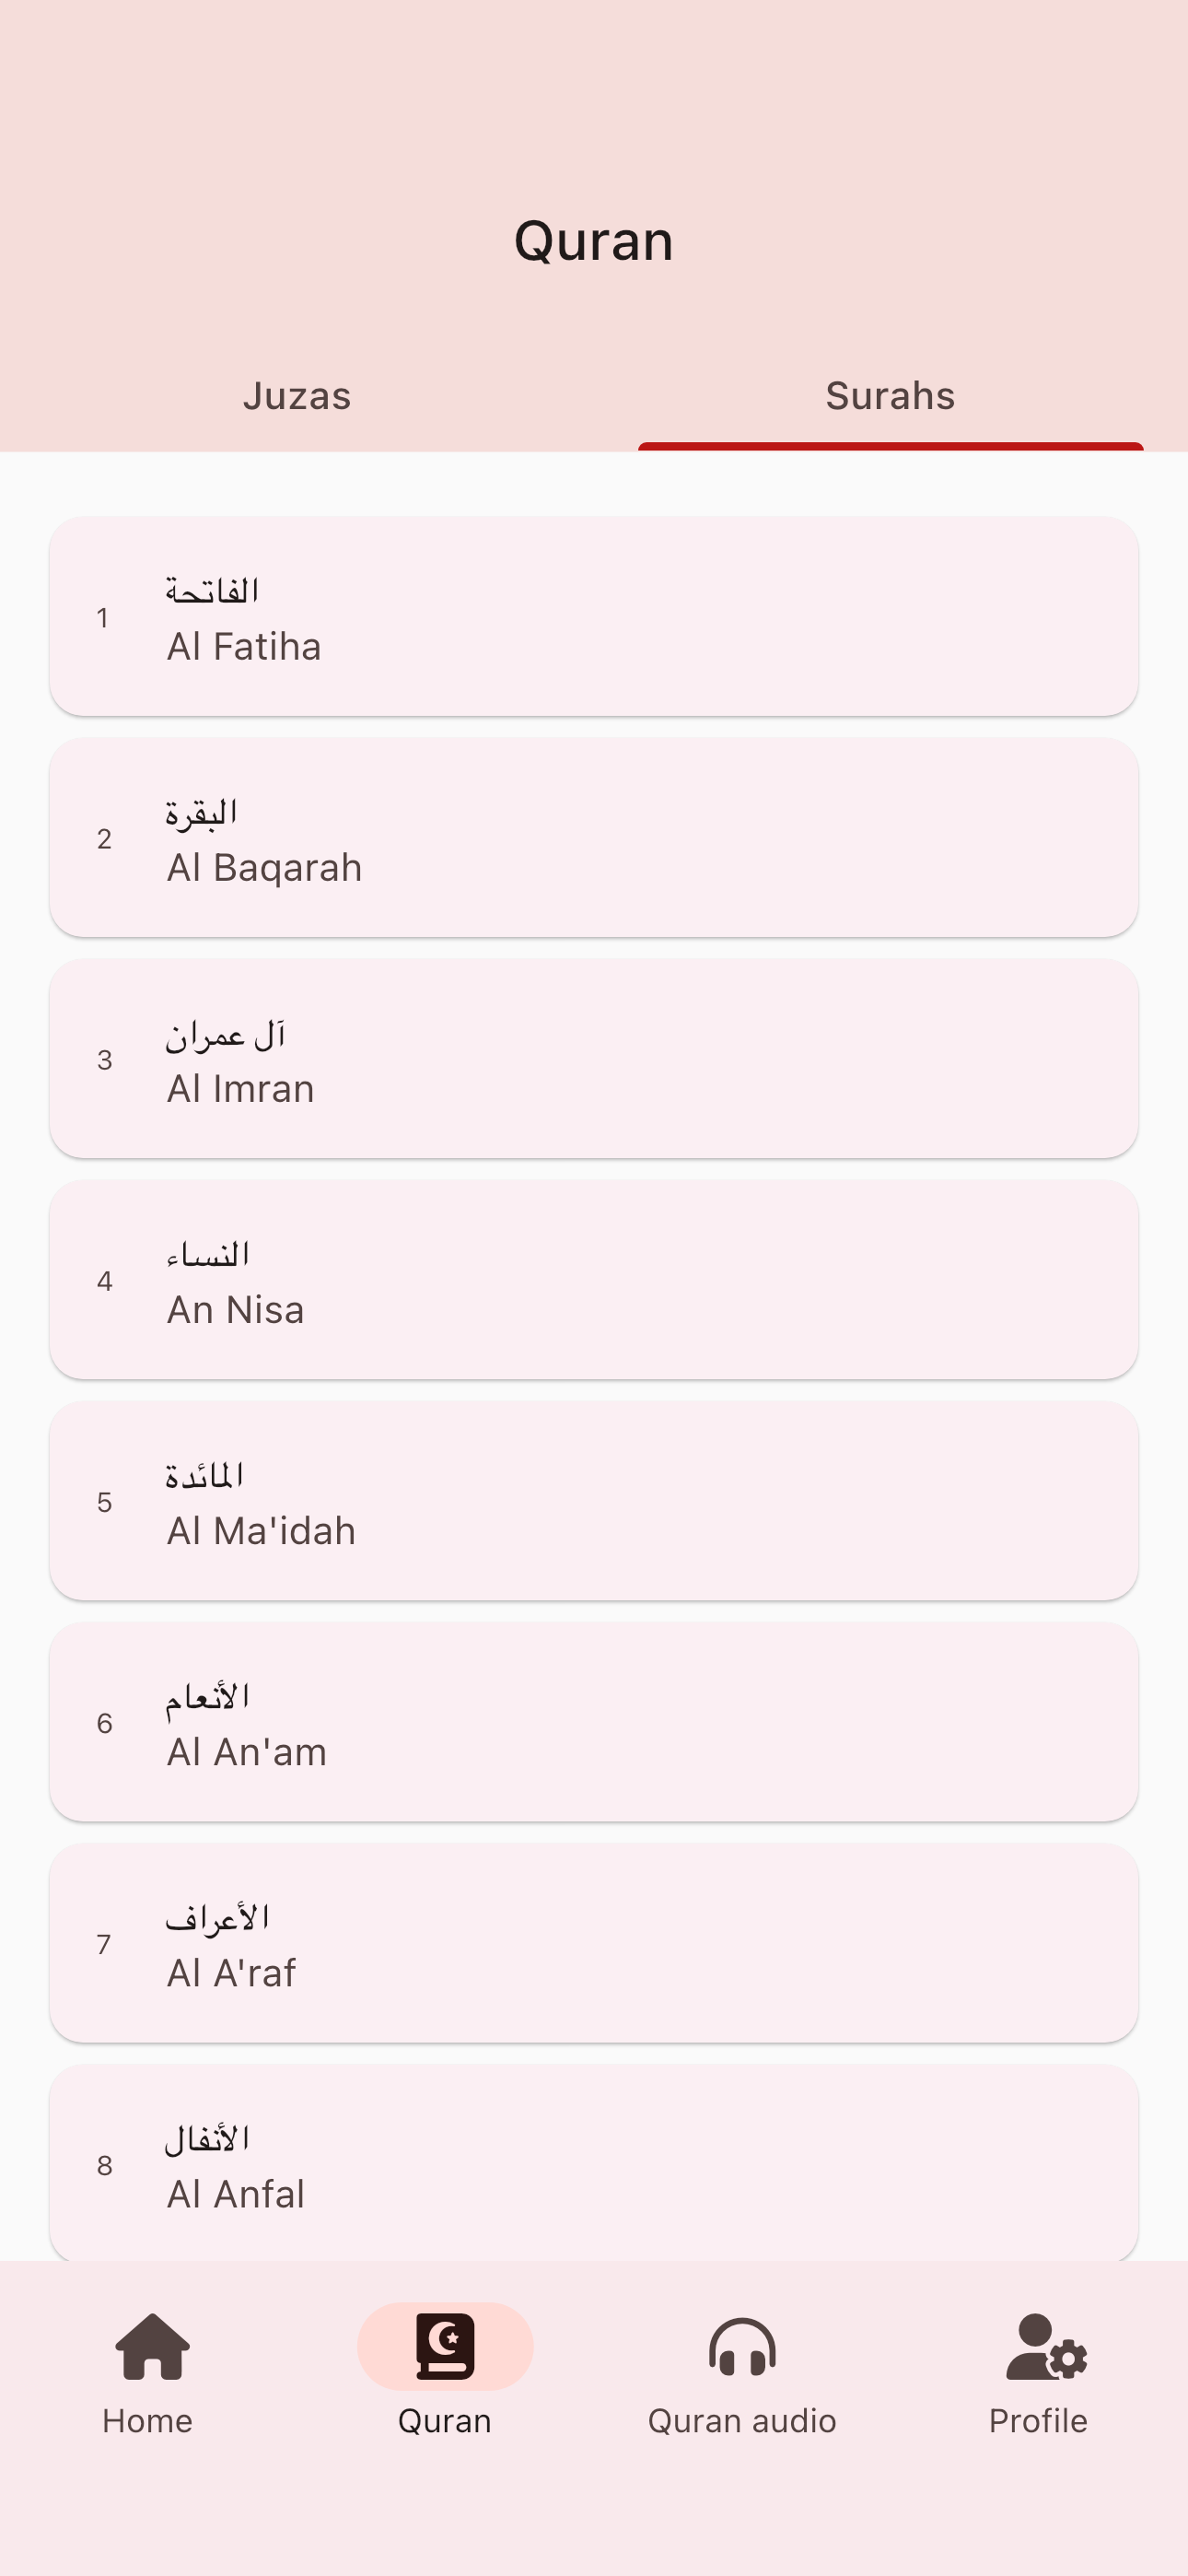 Quran
Juzas
Surahs
1
الفاتحة
Al Fatiha
2
البقرة
Al Baqarah
3
آل عمران
Al Imran
4
النساء
An Nisa
5
المائدة
Al Ma'idah
6
الأنعام
Al An'am
7
الأعراف
Al A'raf
8
الأنفال
Al Anfal
Home
Quran
Quran audio
Profile